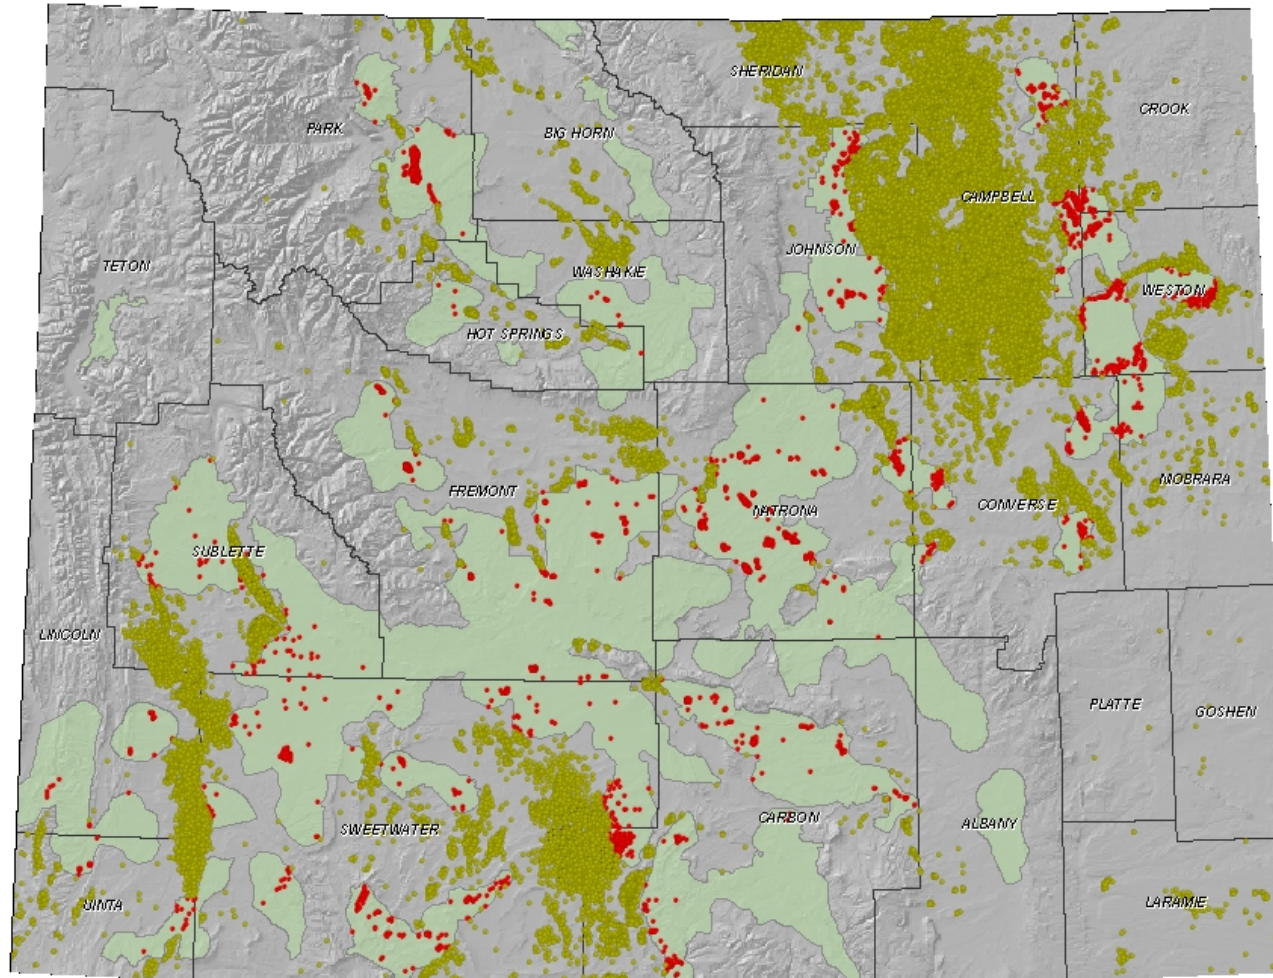 SHERIDAN
CROOK
PARK
BIG HORN
CAMPBELL
JOHNSON
TETON
WASHAKIE
WESTON
HOT SPRINGS
FREMONT
NATRONA
CONVERSE
NIOBRARA
SUBLETTE
LINCOLN
PLATTE
GOSHEN
SWEETWATER
CARBON
ALBANY
UINTA
LARAMIE